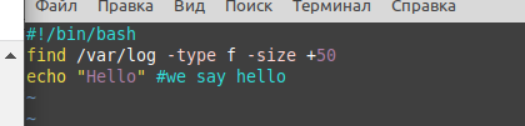 Файл Правка Вид Поиск Терминал Справка
#!/bin/bash
find /var/log -type f -size +50
echo "Hello" #we say hello
~
~